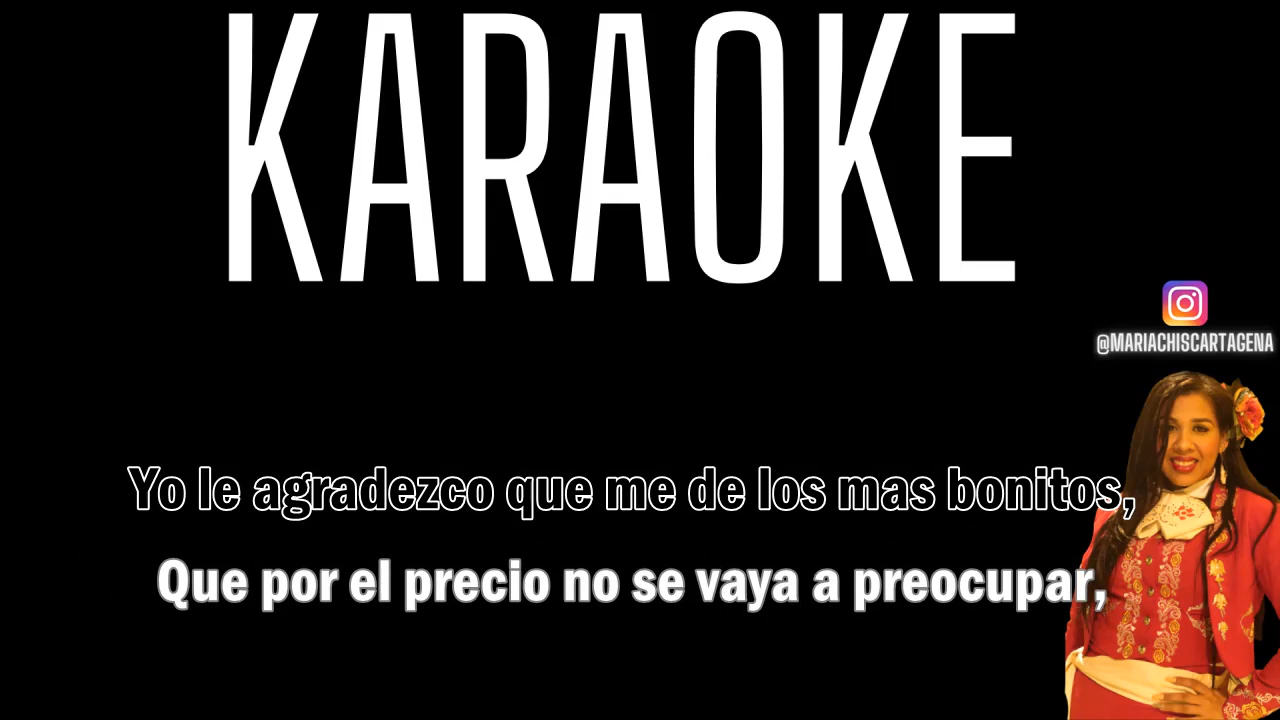 KARAOKE
@MARIACHISCARTAGENA
Yo le agradezco que me de los mas bonitos,
Que por el precio no se vaya a preocupar,